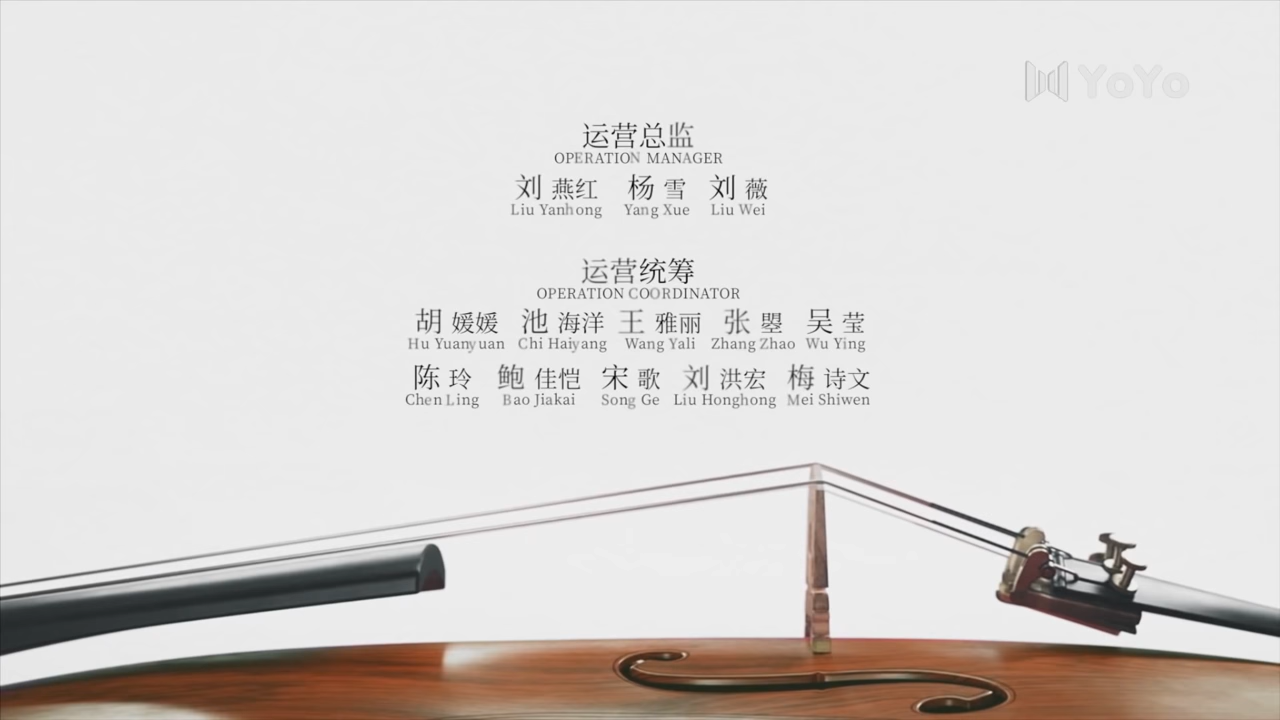 YoYo
运营总监
OPERATION MANAGER
刘 燕红 杨 雪 刘 薇
Liu Yanhong Yang Xue Liu Wei
运营统筹
OPERATION COORDINATOR
胡 媛媛 池 海洋 王 雅丽 张 曌 吴 莹
Hu Yuanyuan Chi Haiyang Wang Yali Zhang Zhao Wu Ying
陈 玲 鲍 佳恺 宋 歌 刘 洪宏 梅 诗文
Chen Ling Bao Jiakai Song Ge Liu Honghong Mei Shiwen